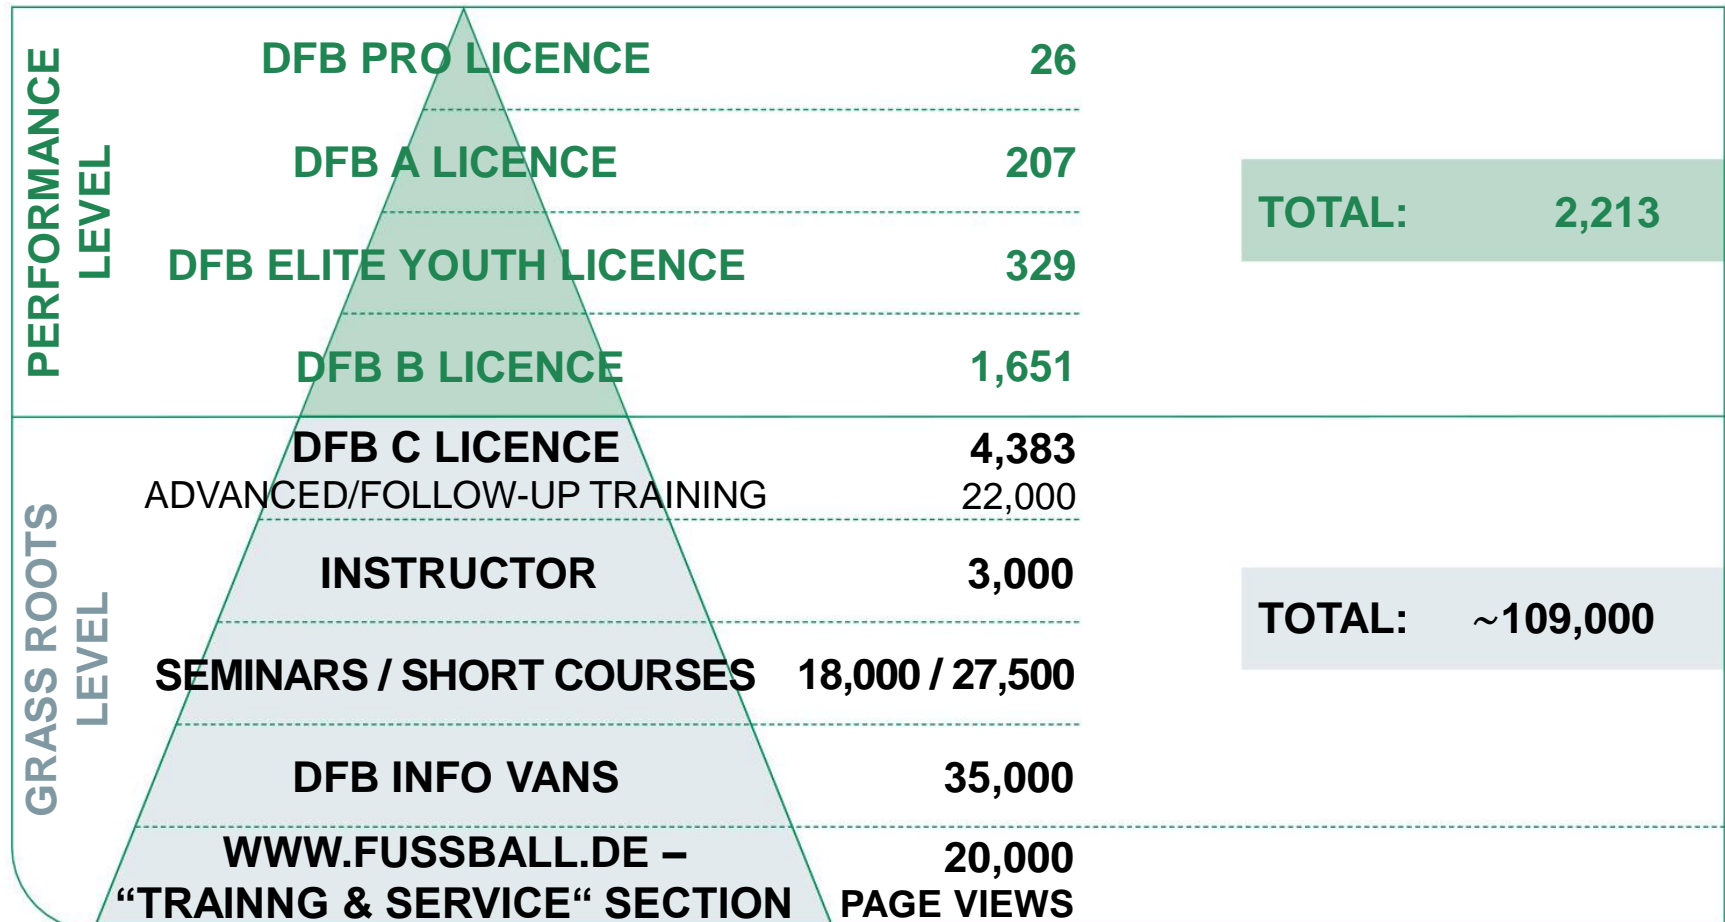 PERFORMANCE
LEVEL
DFB PRO LICENCE 26
DFB A LICENCE 207
DFB ELITE YOUTH LICENCE 329
DFB B LICENCE 1,651
TOTAL: 2,213
GRASS ROOTS
LEVEL
DFB C LICENCE 4,383
ADVANCED/FOLLOW-UP TRAINING 22,000
INSTRUCTOR 3,000
SEMINARS / SHORT COURSES 18,000 / 27,500
DFB INFO VANS 35,000
TOTAL: ~109,000
WWW.FUSSBALL.DE – 20,000
“TRAINNG & SERVICE“ SECTION PAGE VIEWS